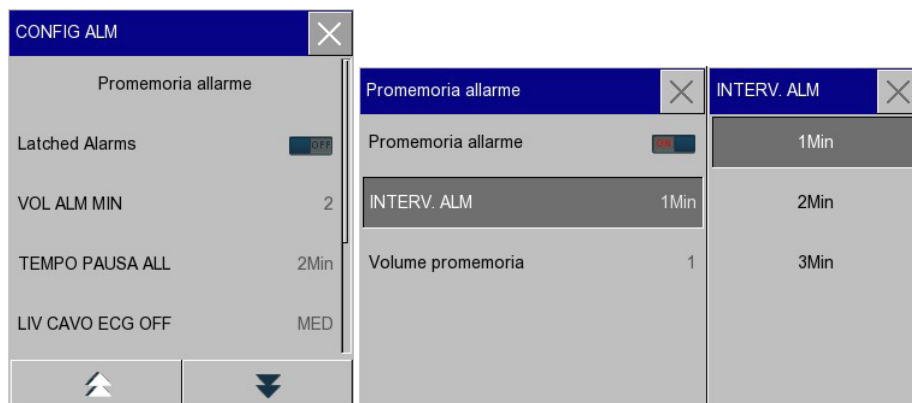 CONFIG ALM
Promemoria allarme
Latched Alarms OFF
VOL ALM MIN 2
TEMPO PAUSA ALL 2Min
LIV CAVO ECG OFF MED
Promemoria allarme
Promemoria allarme ON
INTERV. ALM 1Min
Volume promemoria 1
INTERV. ALM
1Min
2Min
3Min